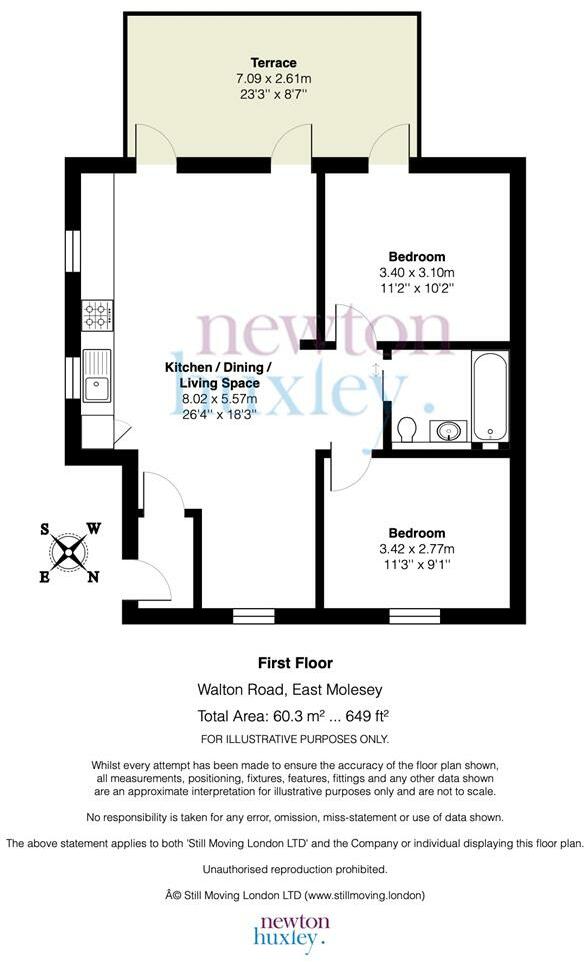 Terrace
7.09 x 2.61m
23'3" x 8'7"
Bedroom
3.40 x 3.10m
11'2" x 10'2"
newton
huxley.
Kitchen / Dining /
Living Space
8.02 x 5.57m
26'4" x 18'3"
Bedroom
3.42 x 2.77m
11'3" x 9'1"
S W
E N
First Floor
Walton Road, East Molesey
Total Area: 60.3 m² ... 649 ft²
FOR ILLUSTRATIVE PURPOSES ONLY.
Whilst every attempt has been made to ensure the accuracy of the floor plan shown,
all measurements, positioning, fixtures, features, fittings and any other data shown
are an approximate interpretation for illustrative purposes only and are not to scale.
No responsibility is taken for any error, omission, miss-statement or use of data shown.
The above statement applies to both 'Still Moving London LTD' and the Company or individual displaying this floor plan.
Unauthorised reproduction prohibited.
Â© Still Moving London LTD (www.stillmoving.london)
newton
huxley.